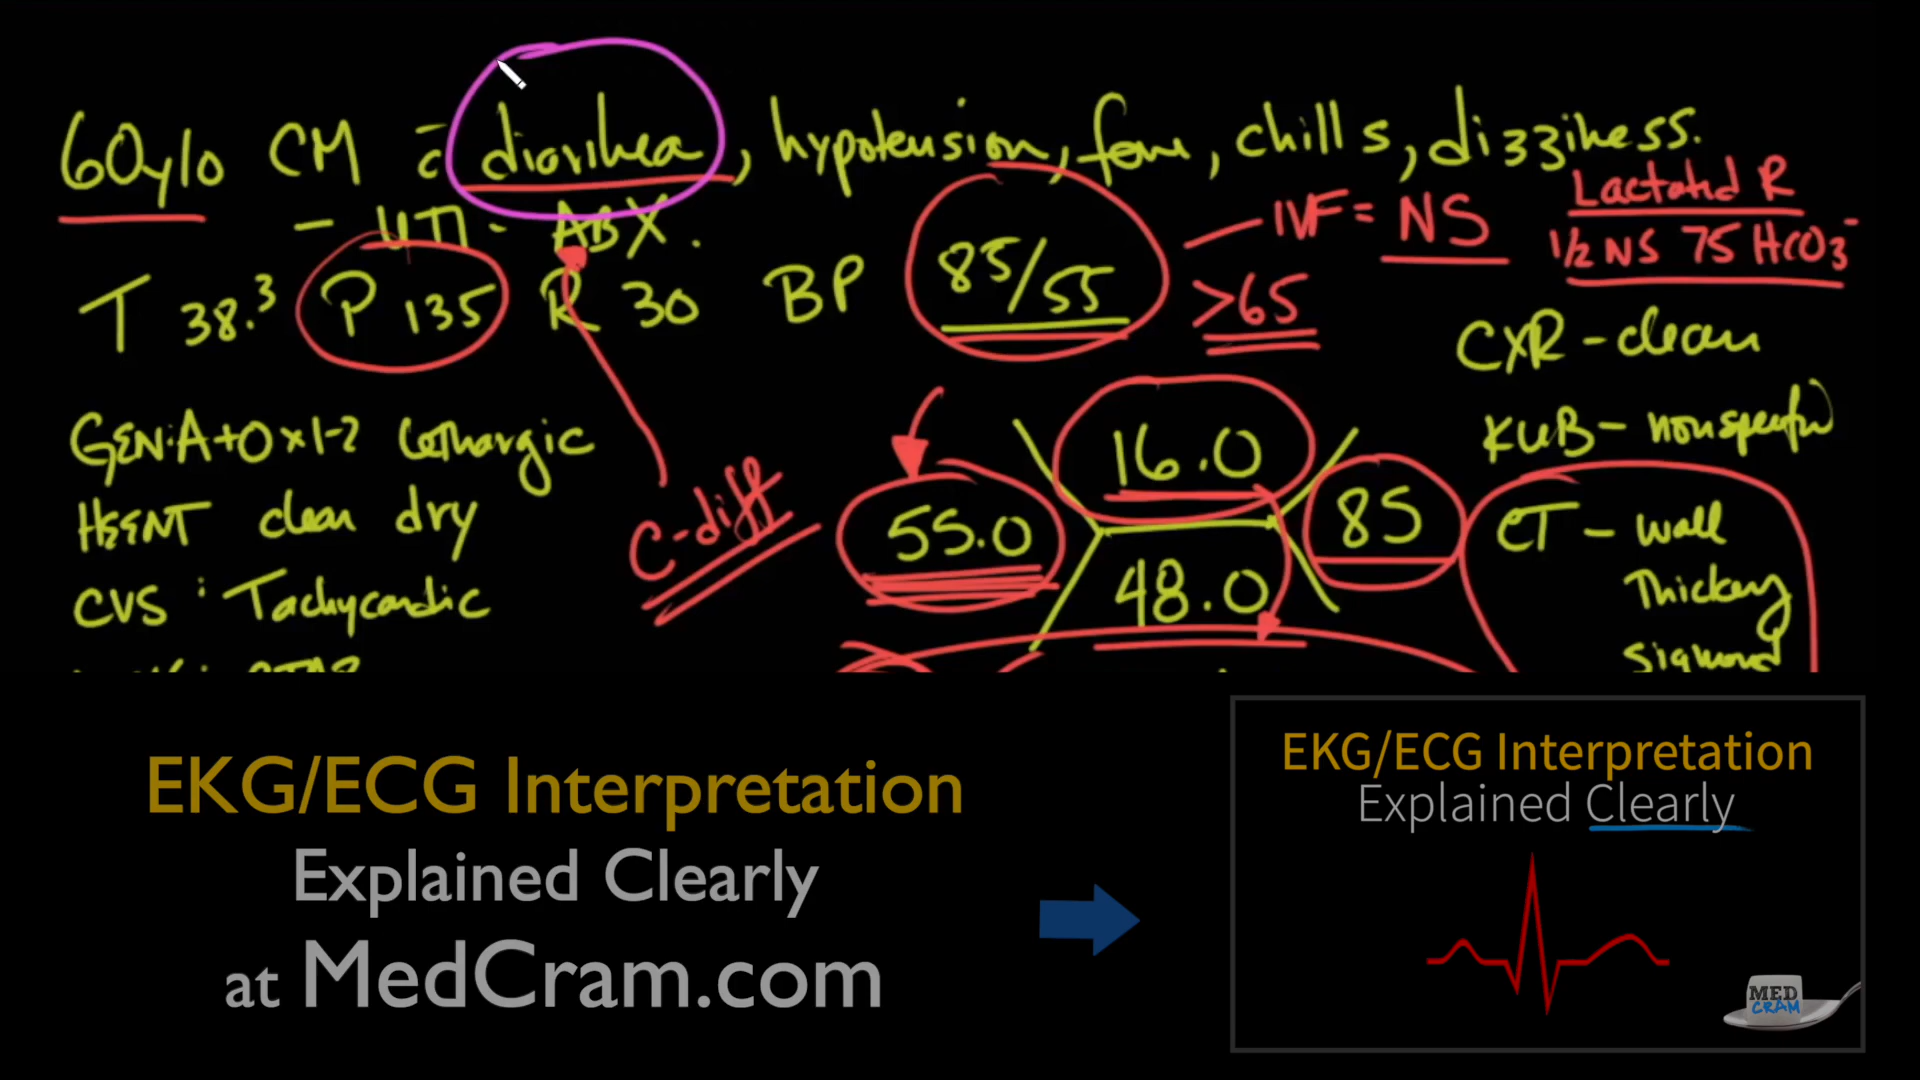 60y/o CM c̄ diarrhea, hypotension, fever, chills, dizziness.
- UTI - ABX.
IVF = NS
Lactated R
1/2 NS 75 HCO3-
T 38.3 P 135 R 30 BP 85/55
>65
CXR - clean
GEN: A+O x 1-2 Lethargic
KUB - nonspecific
HEENT clear dry
C-diff
55.0
16.0
48.0
85
CT - wall
Thickening
Sigmoid
CVS: Tachycardic
EKG/ECG Interpretation
Explained Clearly
at MedCram.com
EKG/ECG Interpretation
Explained Clearly
MED
CRAM